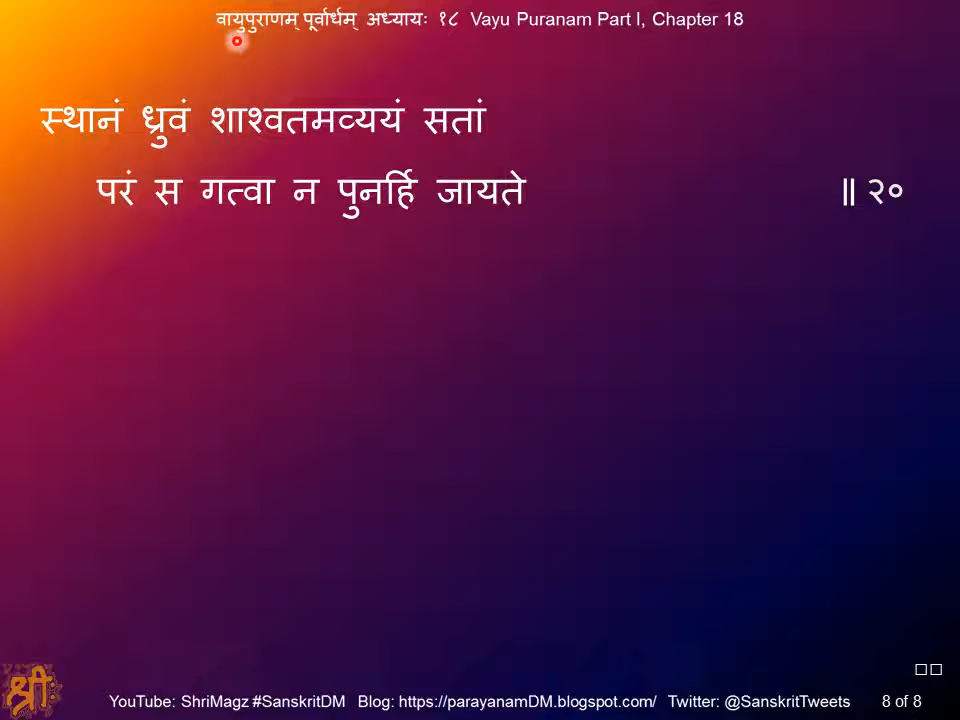 वायुपुराणम् पूर्वार्धम् अध्यायः १८ Vayu Puranam Part I, Chapter 18
स्थानं ध्रुवं शाश्वतमव्ययं सतां
परं स गत्वा न पुनर्हि जायते ॥ २०
श्रीः
YouTube: ShriMagz #SanskritDM Blog: https://parayanamDM.blogspot.com/ Twitter: @SanskritTweets 8 of 8